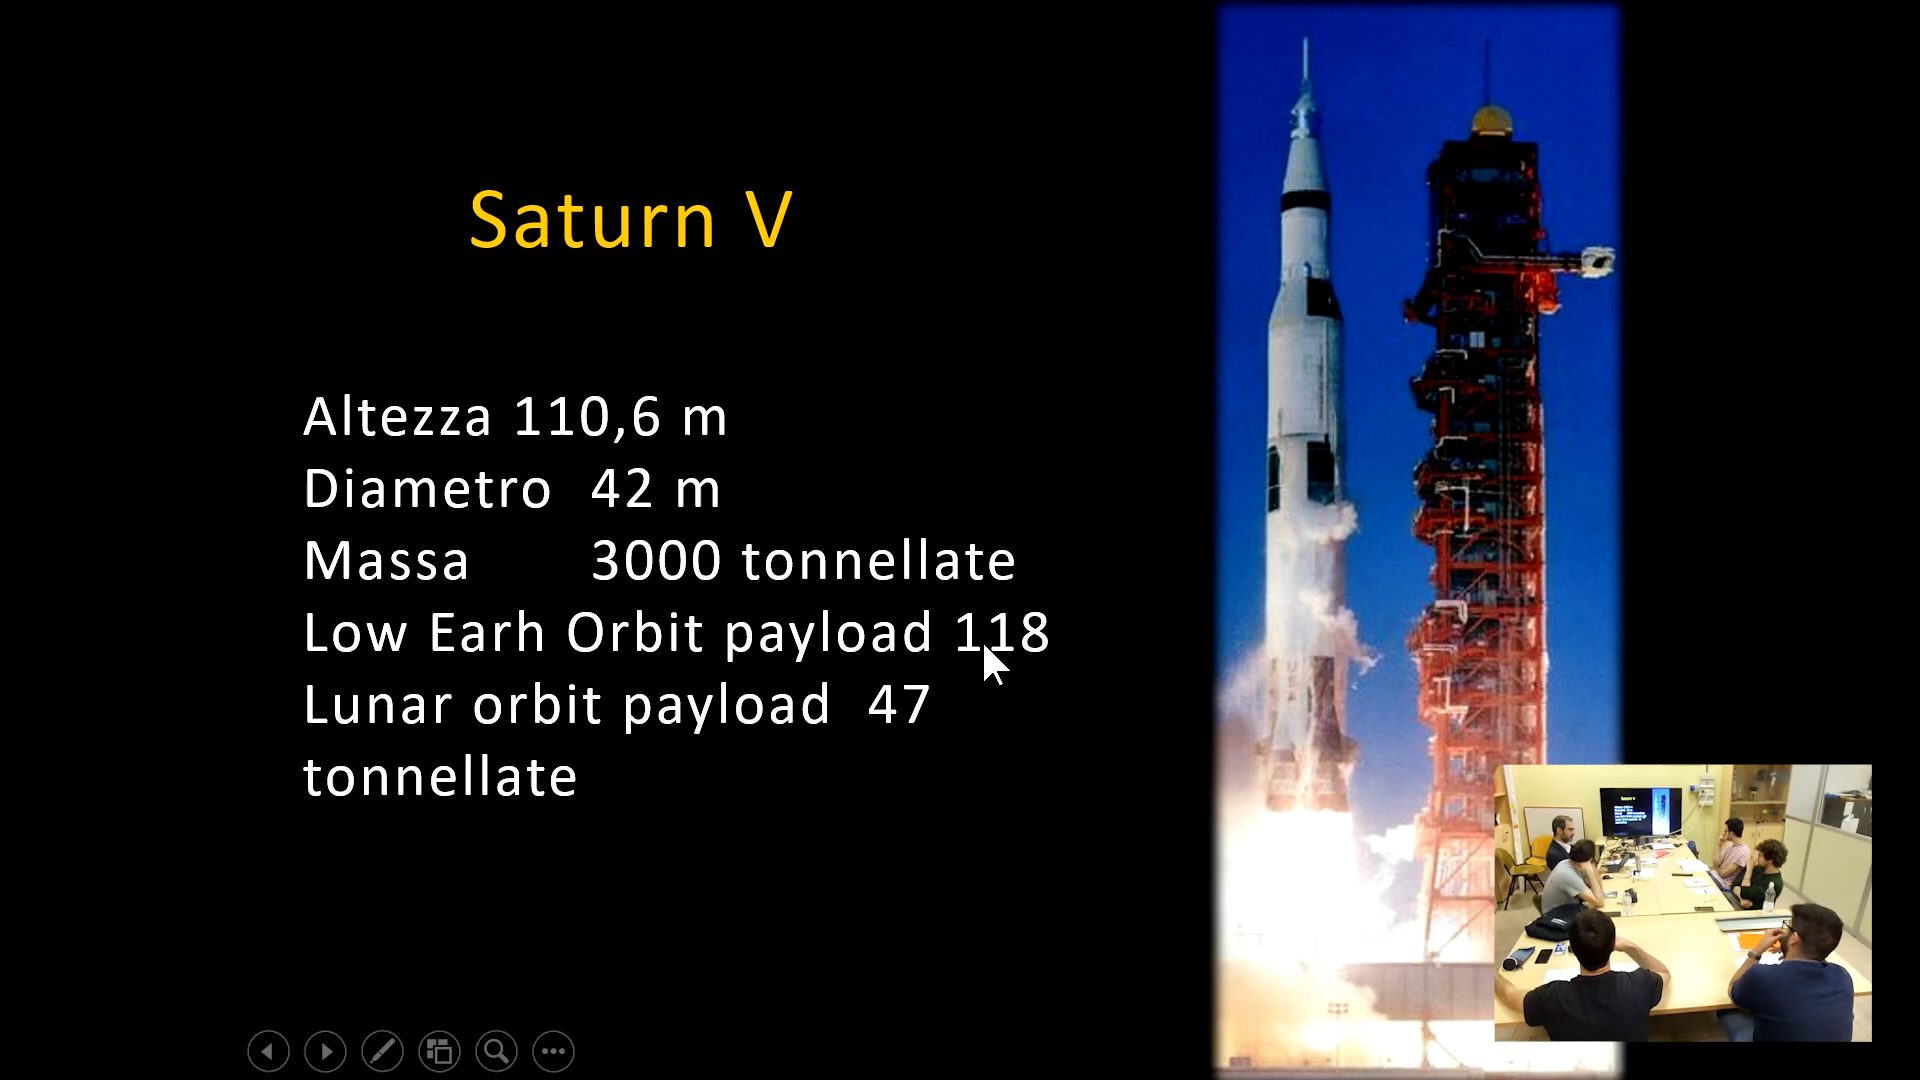 Saturn V
Altezza 110,6 m
Diametro 42 m
Massa 3000 tonnellate
Low Earh Orbit payload 118
Lunar orbit payload 47
tonnellate